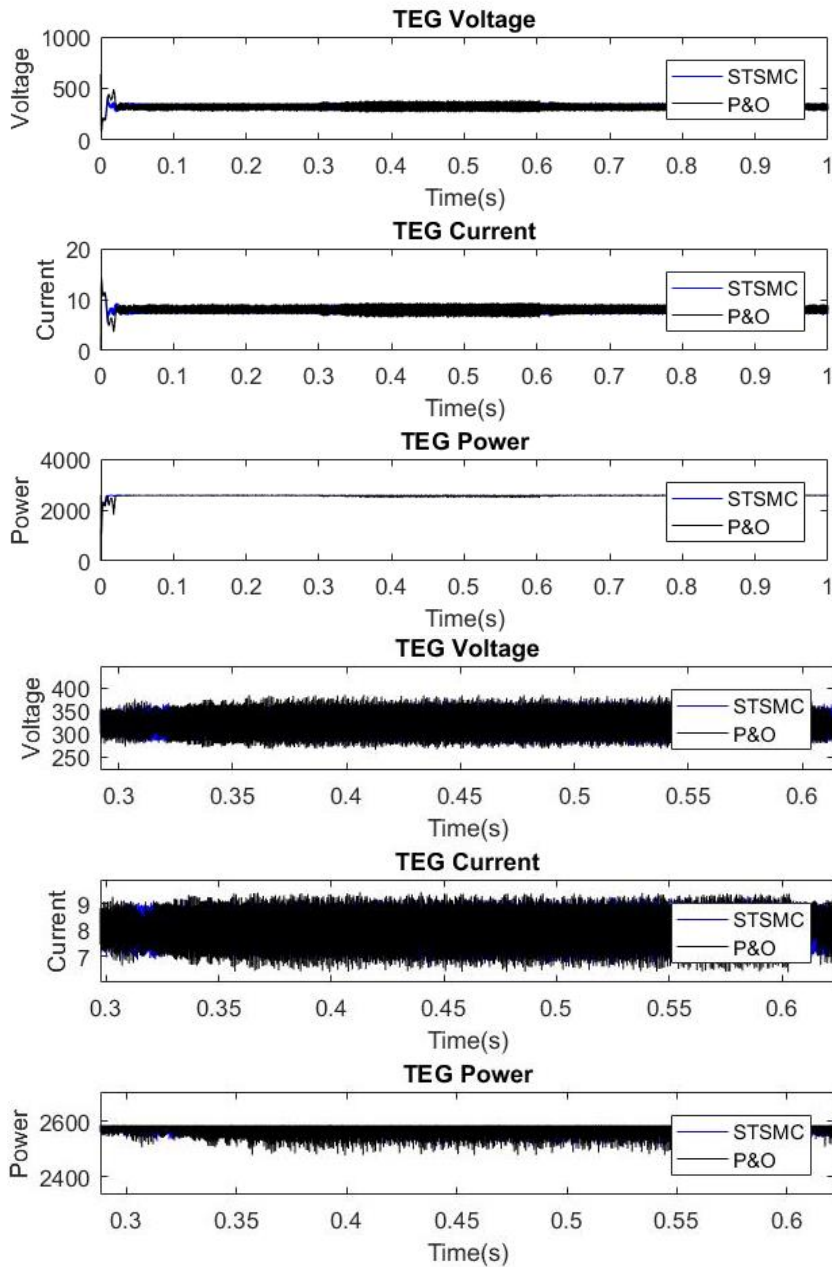 TEG Voltage
1000
500
0
Voltage
STSMC
P&O
0 0.1 0.2 0.3 0.4 0.5 0.6 0.7 0.8 0.9 1
Time(s)
TEG Current
20
10
0
Current
STSMC
P&O
0 0.1 0.2 0.3 0.4 0.5 0.6 0.7 0.8 0.9 1
Time(s)
TEG Power
4000
2000
0
Power
STSMC
P&O
0 0.1 0.2 0.3 0.4 0.5 0.6 0.7 0.8 0.9 1
Time(s)
TEG Voltage
400
350
300
250
Voltage
STSMC
P&O
0.3 0.35 0.4 0.45 0.5 0.55 0.6
Time(s)
TEG Current
9
8
7
Current
STSMC
P&O
0.3 0.35 0.4 0.45 0.5 0.55 0.6
Time(s)
TEG Power
2600
2400
Power
STSMC
P&O
0.3 0.35 0.4 0.45 0.5 0.55 0.6
Time(s)